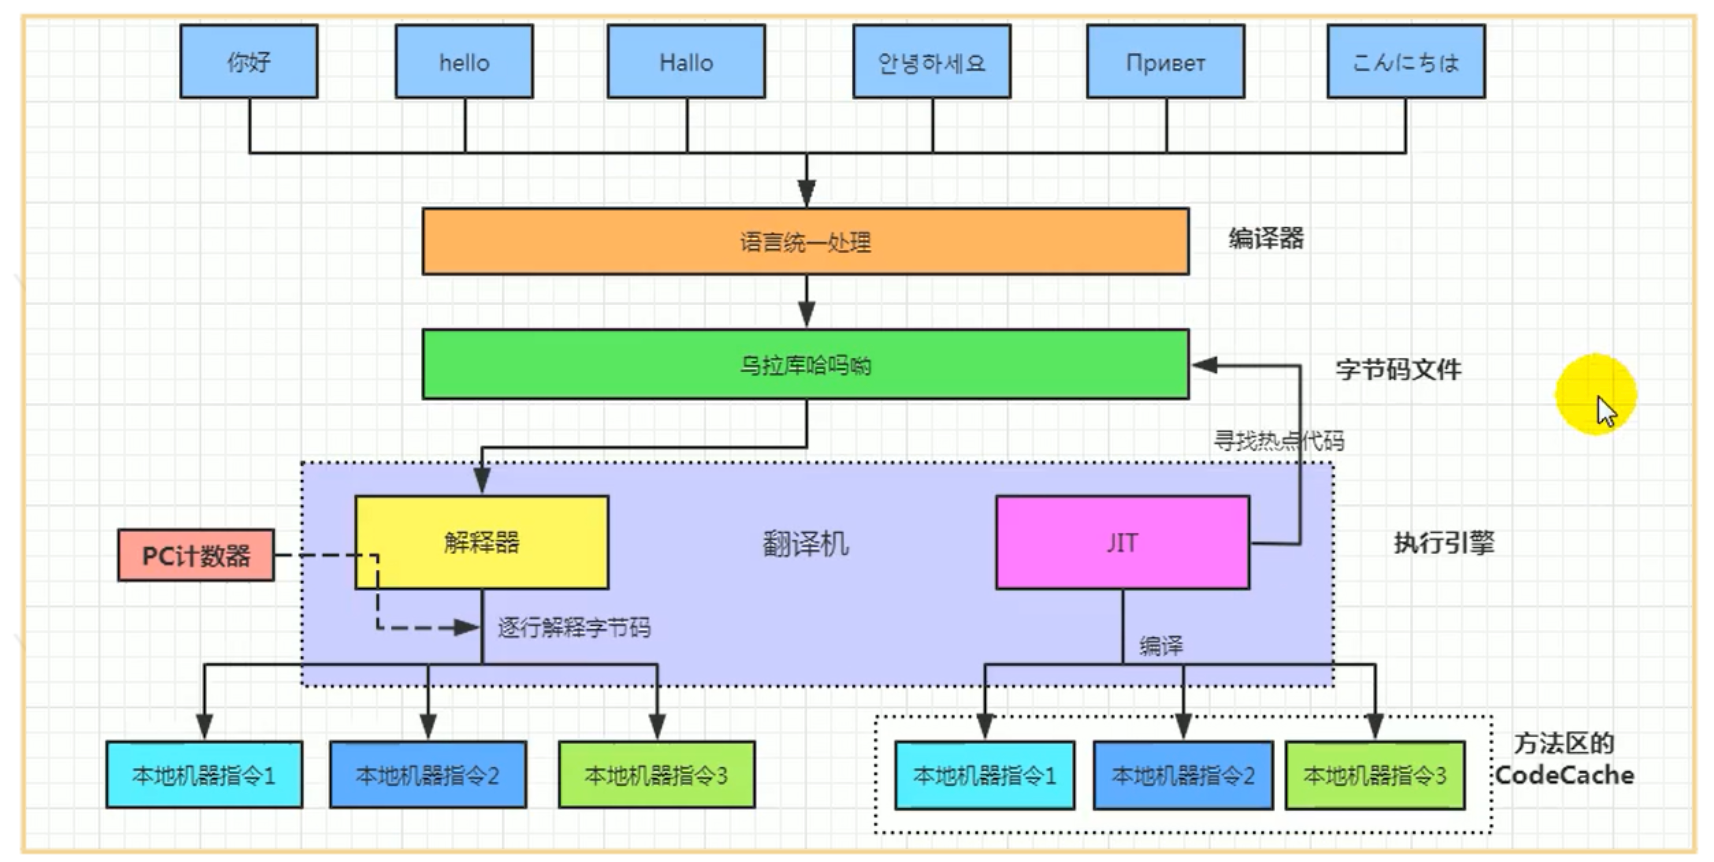 你好
hello
Hallo
안녕하세요
Привет
こんにちは
语言统一处理
编译器
乌拉库哈吗呦
字节码文件
寻找热点代码
PC计数器
解释器
翻译机
JIT
执行引擎
逐行解释字节码
编译
本地机器指令1
本地机器指令2
本地机器指令3
本地机器指令1
本地机器指令2
本地机器指令3
方法区的
CodeCache